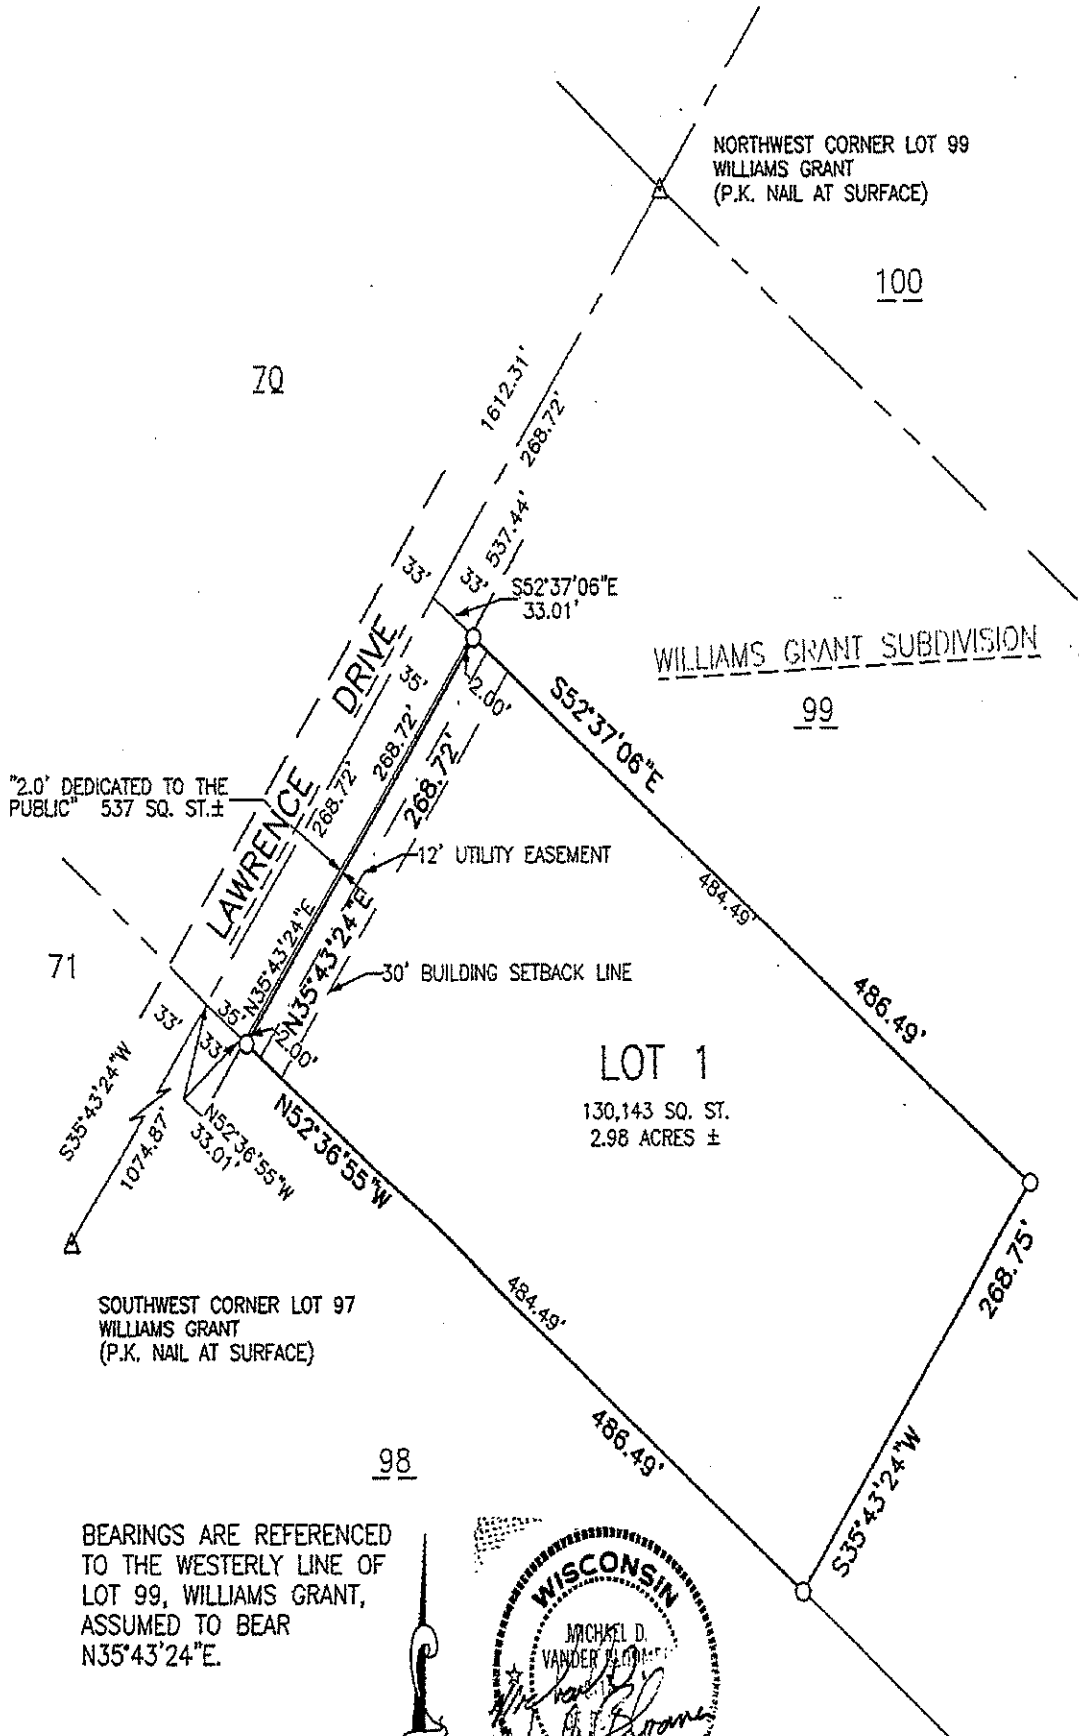 NORTHWEST CORNER LOT 99
WILLIAMS GRANT
(P.K. NAIL AT SURFACE)
100
70
1612.31'
268.72'
537.44'
33'
33'
S52°37'06"E
33.01'
WILLIAMS GRANT SUBDIVISION
99
LAWRENCE DRIVE
35'
2.00'
S52°37'06"E
268.72'
268.72'
268.72'
"2.0' DEDICATED TO THE
PUBLIC" 537 SQ. ST.±
12' UTILITY EASEMENT
484.49'
N35°43'24"E
N35°43'24"E
71
30' BUILDING SETBACK LINE
486.49'
35'
33'
33'
2.00'
S35°43'24"W
1074.87'
N52°36'55"W
33.01'
N52°36'55"W
LOT 1
130,143 SQ. ST.
2.98 ACRES ±
268.75'
SOUTHWEST CORNER LOT 97
WILLIAMS GRANT
(P.K. NAIL AT SURFACE)
484.49'
486.49'
S35°43'24"W
98
BEARINGS ARE REFERENCED
TO THE WESTERLY LINE OF
LOT 99, WILLIAMS GRANT,
ASSUMED TO BEAR
N35°43'24"E.
WISCONSIN
MICHAEL D.
VANDER